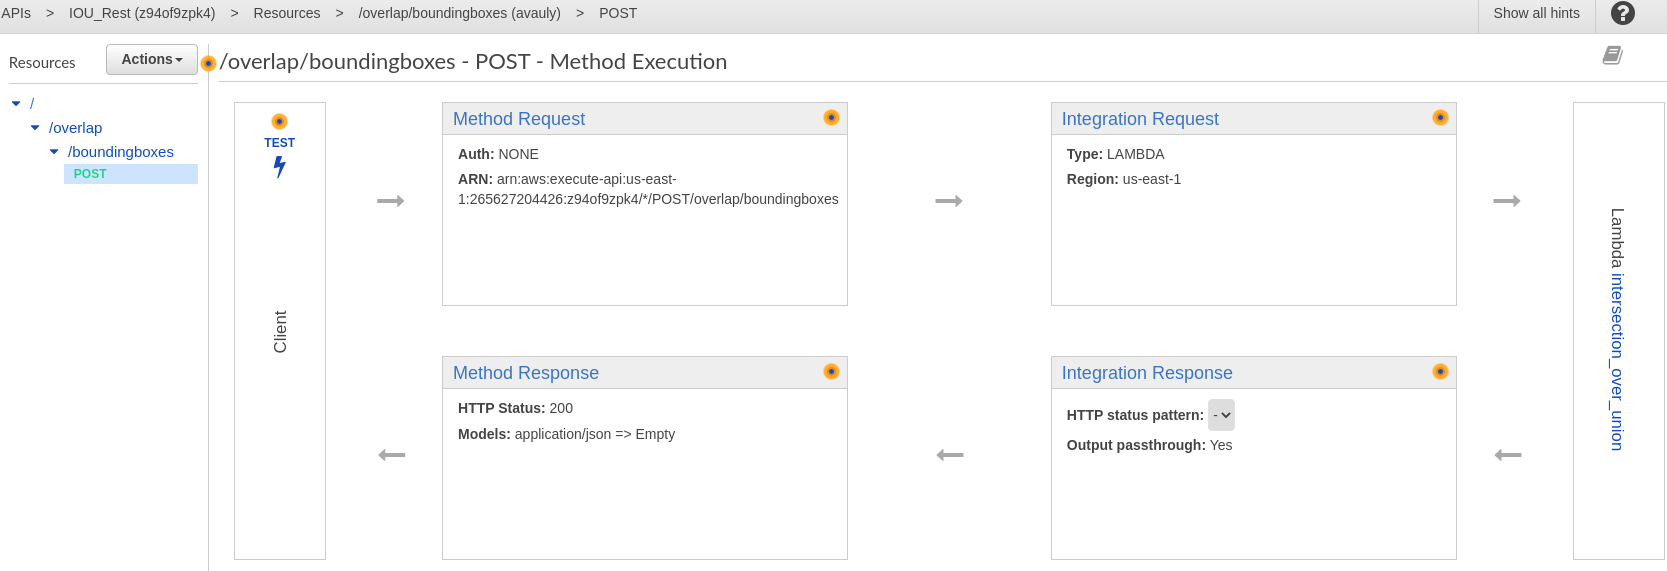 APIs > IOU_Rest (z94of9zpk4) > Resources > /overlap/boundingboxes (avauly) > POST
Show all hints
?
Resources
Actions
/overlap/boundingboxes - POST - Method Execution
/
/overlap
/boundingboxes
POST
TEST
Client
Method Request
Auth: NONE
ARN: arn:aws:execute-api:us-east-
1:265627204426:z94of9zpk4/*/POST/overlap/boundingboxes
Integration Request
Type: LAMBDA
Region: us-east-1
Lambda intersection_over_union
Method Response
HTTP Status: 200
Models: application/json => Empty
Integration Response
HTTP status pattern: -
Output passthrough: Yes